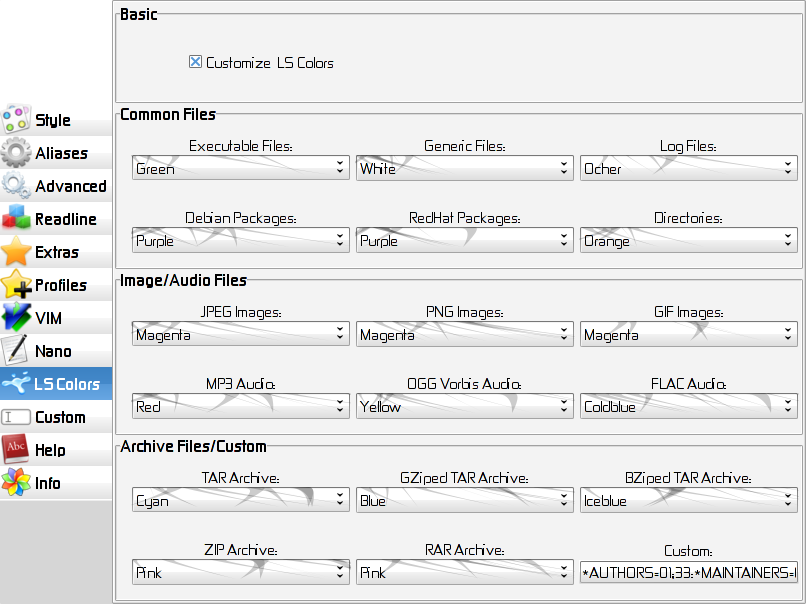 Style
Aliases
Advanced
Readline
Extras
Profiles
VIM
Nano
LS Colors
Custom
Abc
Help
Info
Basic
Customize LS Colors
Common Files
Executable Files: Generic Files: Log Files:
Green White Ocher
Debian Packages: RedHat Packages: Directories:
Purple Purple Orange
Image/Audio Files
JPEG Images: PNG Images: GIF Images:
Magenta Magenta Magenta
MP3 Audio: OGG Vorbis Audio: FLAC Audio:
Red Yellow Coldblue
Archive Files/Custom
TAR Archive: GZiped TAR Archive: BZiped TAR Archive:
Cyan Blue Iceblue
ZIP Archive: RAR Archive: Custom:
Pink Pink *AUTHORS=01;33:*MAINTAINERS=